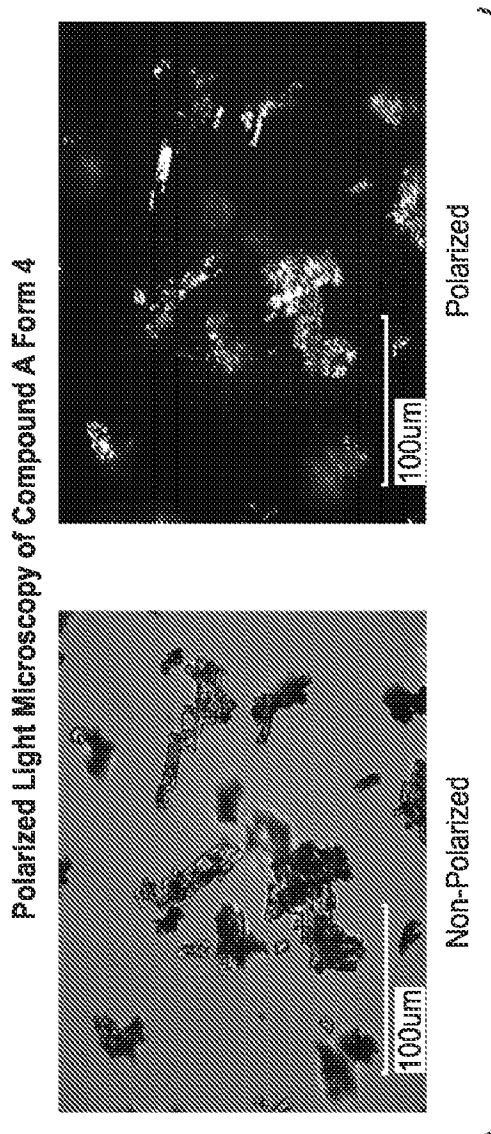 Polarized Light Microscopy of Compound A Form 4
100um
100um
Non-Polarized
Polarized